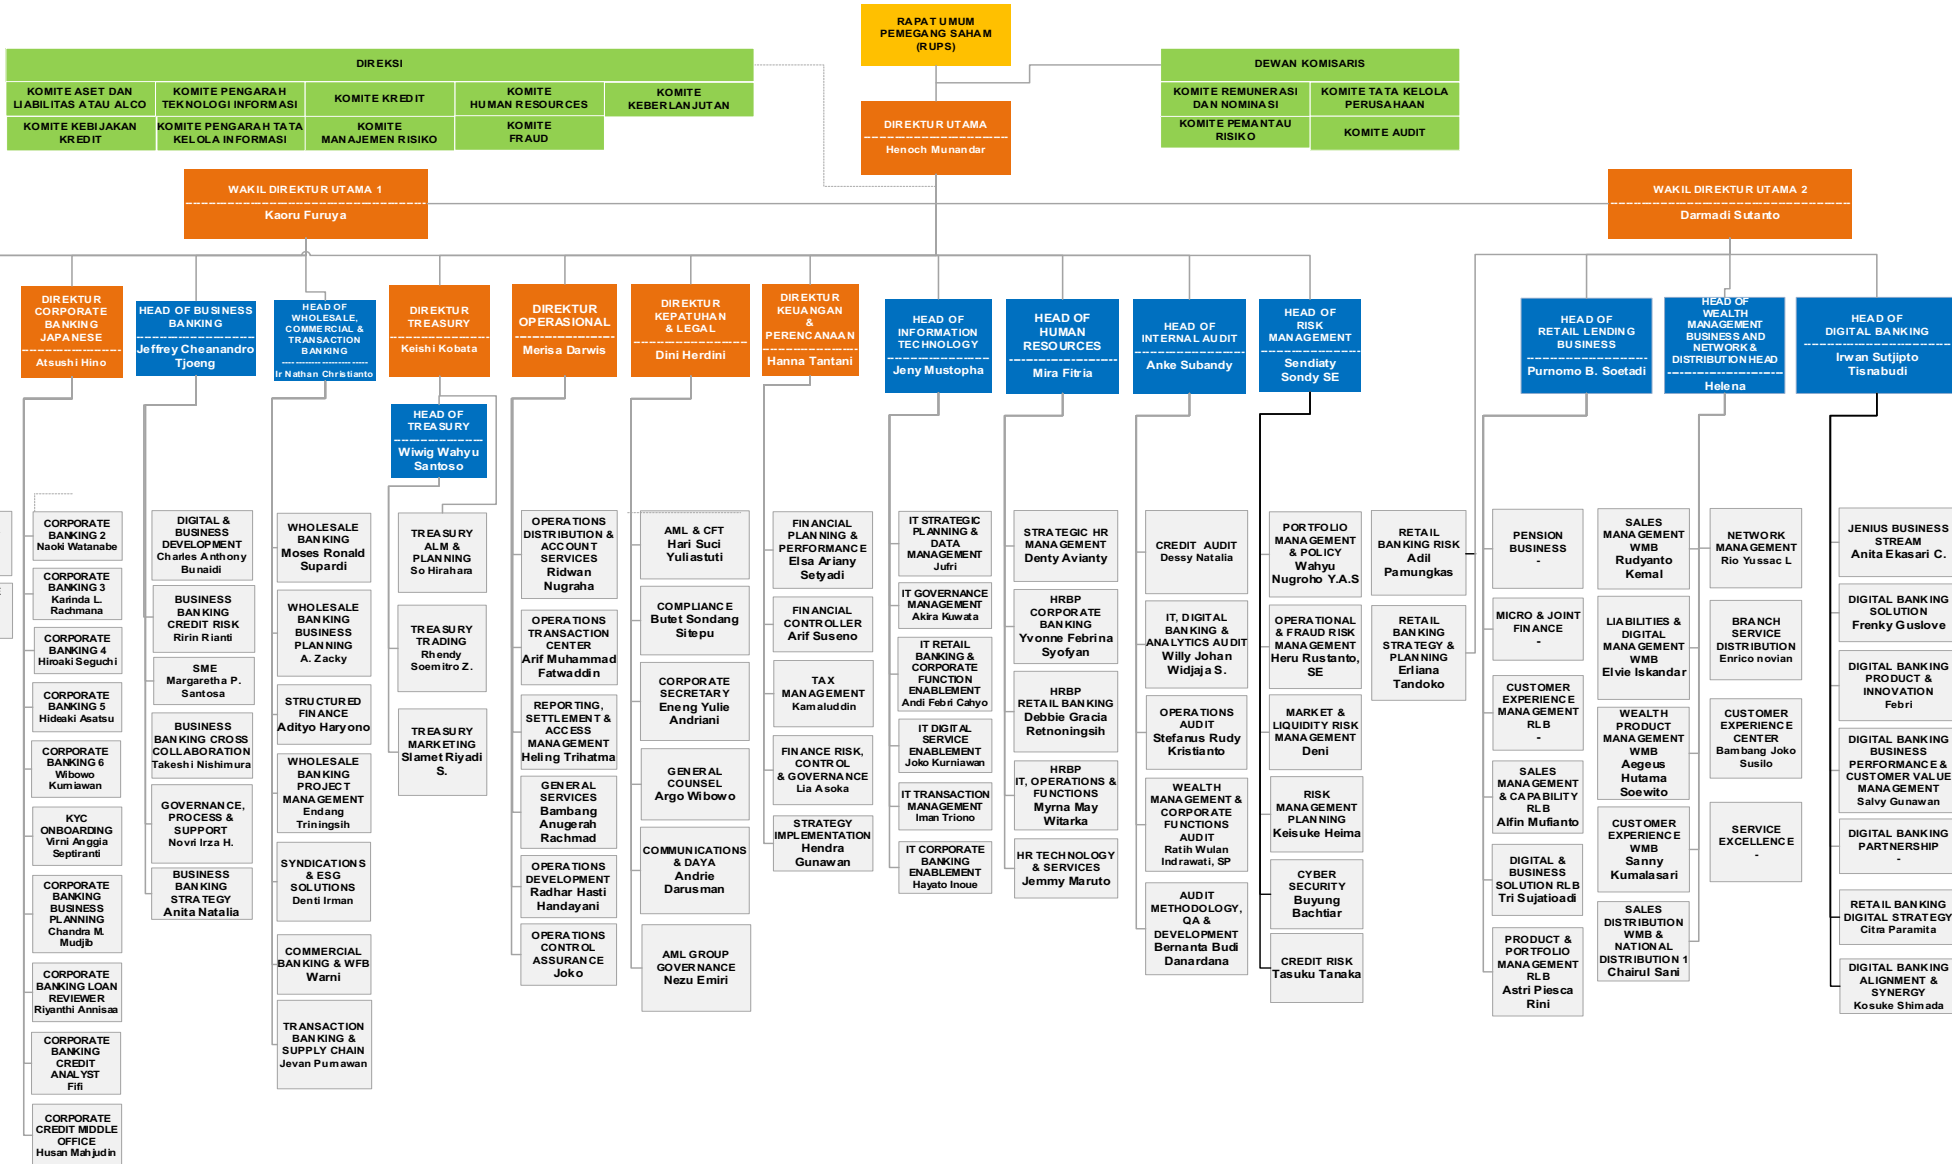 RAPAT UMUM
PEMEGANG SAHAM
(RUPS)
DIREKSI
KOMITE ASET DAN
LIABILITAS ATAU ALCO
KOMITE PENGARAH
TEKNOLOGI INFORMASI
KOMITE KREDIT
KOMITE
HUMAN RESOURCES
KOMITE
KEBERLANJUTAN
KOMITE KEBIJAKAN
KREDIT
KOMITE PENGARAH TATA
KELOLA INFORMASI
KOMITE
MANAJEMEN RISIKO
KOMITE
FRAUD
DEWAN KOMISARIS
KOMITE REMUNERASI
DAN NOMINASI
KOMITE TATA KELOLA
PERUSAHAAN
KOMITE PEMANTAU
RISIKO
KOMITE AUDIT
DIREKTUR UTAMA
Henoch Munandar
WAKIL DIREKTUR UTAMA 1
Kaoru Furuya
WAKIL DIREKTUR UTAMA 2
Darmadi Sutanto
DIREKTUR
CORPORATE
BANKING
JAPANESE
Atsushi Hino
HEAD OF BUSINESS
BANKING
Jeffrey Cheanandro
Tjoeng
HEAD OF
WHOLESALE,
COMMERCIAL &
TRANSACTION
BANKING
Ir Nathan Christianto
DIREKTUR
TREASURY
Keishi Kobata
DIREKTUR
OPERASIONAL
Merisa Darwis
DIREKTUR
KEPATUHAN
& LEGAL
Dini Herdini
DIREKTUR
KEUANGAN
&
PERENCANAAN
Hanna Tantani
HEAD OF
INFORMATION
TECHNOLOGY
Jeny Mustopha
HEAD OF
HUMAN
RESOURCES
Mira Fitria
HEAD OF
INTERNAL AUDIT
Anke Subandy
HEAD OF
RISK
MANAGEMENT
Sendiaty
Sondy SE
HEAD OF
RETAIL LENDING
BUSINESS
Purnomo B. Soetadi
HEAD OF
WEALTH
MANAGEMENT
BUSINESS AND
NETWORK &
DISTRIBUTION HEAD
Helena
HEAD OF
DIGITAL BANKING
Irwan Sutjipto
Tisnabudi
HEAD OF
TREASURY
Wiwig Wahyu
Santoso
CORPORATE
BANKING 2
Naoki Watanabe
CORPORATE
BANKING 3
Karinda L.
Rachmana
CORPORATE
BANKING 4
Hiroaki Seguchi
CORPORATE
BANKING 5
Hideaki Asatsu
CORPORATE
BANKING 6
Wibowo
Kurniawan
KYC
ONBOARDING
Virni Anggia
Septiranti
CORPORATE
BANKING
BUSINESS
PLANNING
Chandra M.
Mudjib
CORPORATE
BANKING LOAN
REVIEWER
Riyanthi Annisaa
CORPORATE
BANKING
CREDIT
ANALYST
Fifi
CORPORATE
CREDIT MIDDLE
OFFICE
Husan Mahjudin
DIGITAL &
BUSINESS
DEVELOPMENT
Charles Anthony
Bunaidi
BUSINESS
BANKING
CREDIT RISK
Ririn Rianti
SME
Margaretha P.
Santosa
BUSINESS
BANKING CROSS
COLLABORATION
Takeshi Nishimura
GOVERNANCE,
PROCESS &
SUPPORT
Novri Irza H.
BUSINESS
BANKING
STRATEGY
Anita Natalia
WHOLESALE
BANKING
Moses Ronald
Supardi
WHOLESALE
BANKING
BUSINESS
PLANNING
A. Zacky
STRUCTURED
FINANCE
Adityo Haryono
WHOLESALE
BANKING
PROJECT
MANAGEMENT
Endang
Triningsih
SYNDICATIONS
& ESG
SOLUTIONS
Denti Irman
COMMERCIAL
BANKING & WFB
Warni
TRANSACTION
BANKING &
SUPPLY CHAIN
Jevan Purnawan
TREASURY
ALM &
PLANNING
So Hirahara
TREASURY
TRADING
Rhendy
Soemitro Z.
TREASURY
MARKETING
Slamet Riyadi
S.
OPERATIONS
DISTRIBUTION &
ACCOUNT
SERVICES
Ridwan
Nugraha
OPERATIONS
TRANSACTION
CENTER
Arif Muhammad
Fatwaddin
REPORTING,
SETTLEMENT &
ACCESS
MANAGEMENT
Heling Trihatma
GENERAL
SERVICES
Bambang
Anugerah
Rachmad
OPERATIONS
DEVELOPMENT
Radhar Hasti
Handayani
OPERATIONS
CONTROL
ASSURANCE
Joko
AML & CFT
Hari Suci
Yuliastuti
COMPLIANCE
Butet Sondang
Sitepu
CORPORATE
SECRETARY
Eneng Yulie
Andriani
GENERAL
COUNSEL
Argo Wibowo
COMMUNICATIONS
& DAYA
Andrie
Darusman
AML GROUP
GOVERNANCE
Nezu Emiri
FINANCIAL
PLANNING &
PERFORMANCE
Elsa Ariany
Setyadi
FINANCIAL
CONTROLLER
Arif Suseno
TAX
MANAGEMENT
Kamaluddin
FINANCE RISK,
CONTROL
& GOVERNANCE
Lia Asoka
STRATEGY
IMPLEMENTATION
Hendra
Gunawan
IT STRATEGIC
PLANNING &
DATA
MANAGEMENT
Jufri
IT GOVERNANCE
MANAGEMENT
Akira Kuwata
IT RETAIL
BANKING &
CORPORATE
FUNCTION
ENABLEMENT
Andi Febri Cahyo
IT DIGITAL
SERVICE
ENABLEMENT
Joko Kurniawan
IT TRANSACTION
MANAGEMENT
Iman Triono
IT CORPORATE
BANKING
ENABLEMENT
Hayato Inoue
STRATEGIC HR
MANAGEMENT
Denty Avianty
HRBP
CORPORATE
BANKING
Yvonne Febrina
Syofyan
HRBP
RETAIL BANKING
Debbie Gracia
Retnoningsih
HRBP
IT, OPERATIONS &
FUNCTIONS
Myrna May
Witarka
HR TECHNOLOGY
& SERVICES
Jemmy Maruto
CREDIT AUDIT
Dessy Natalia
IT, DIGITAL
BANKING &
ANALYTICS AUDIT
Willy Johan
Widjaja S.
OPERATIONS
AUDIT
Stefanus Rudy
Kristianto
WEALTH
MANAGEMENT &
CORPORATE
FUNCTIONS
AUDIT
Ratih Wulan
Indrawati, SP
AUDIT
METHODOLOGY,
QA &
DEVELOPMENT
Bernanta Budi
Danardana
PORTFOLIO
MANAGEMENT
& POLICY
Wahyu
Nugroho Y.A.S
OPERATIONAL
& FRAUD RISK
MANAGEMENT
Heru Rustanto,
SE
MARKET &
LIQUIDITY RISK
MANAGEMENT
Deni
RISK
MANAGEMENT
PLANNING
Keisuke Heima
CYBER
SECURITY
Buyung
Bachtiar
CREDIT RISK
Tasuku Tanaka
RETAIL
BANKING RISK
Adil
Pamungkas
RETAIL
BANKING
STRATEGY &
PLANNING
Erliana
Tandoko
PENSION
BUSINESS
-
MICRO & JOINT
FINANCE
-
CUSTOMER
EXPERIENCE
MANAGEMENT
RLB
-
SALES
MANAGEMENT
& CAPABILITY
RLB
Alfin Mufianto
DIGITAL &
BUSINESS
SOLUTION RLB
Tri Sujatioadi
PRODUCT &
PORTFOLIO
MANAGEMENT
RLB
Astri Piesca
Rini
SALES
MANAGEMENT
WMB
Rudyanto
Kemal
LIABILITIES &
DIGITAL
MANAGEMENT
WMB
Elvie Iskandar
WEALTH
PRODUCT
MANAGEMENT
WMB
Aegeus
Hutama
Soewito
CUSTOMER
EXPERIENCE
WMB
Sanny
Kumalasari
SALES
DISTRIBUTION
WMB &
NATIONAL
DISTRIBUTION 1
Chairul Sani
NETWORK
MANAGEMENT
Rio Yussac L
BRANCH
SERVICE
DISTRIBUTION
Enrico novian
CUSTOMER
EXPERIENCE
CENTER
Bambang Joko
Susilo
SERVICE
EXCELLENCE
-
JENIUS BUSINESS
STREAM
Anita Ekasari C.
DIGITAL BANKING
SOLUTION
Frenky Guslove
DIGITAL BANKING
PRODUCT &
INNOVATION
Febri
DIGITAL BANKING
BUSINESS
PERFORMANCE &
CUSTOMER VALUE
MANAGEMENT
Salvy Gunawan
DIGITAL BANKING
PARTNERSHIP
-
RETAIL BANKING
DIGITAL STRATEGY
Citra Paramita
DIGITAL BANKING
ALIGNMENT &
SYNERGY
Kosuke Shimada